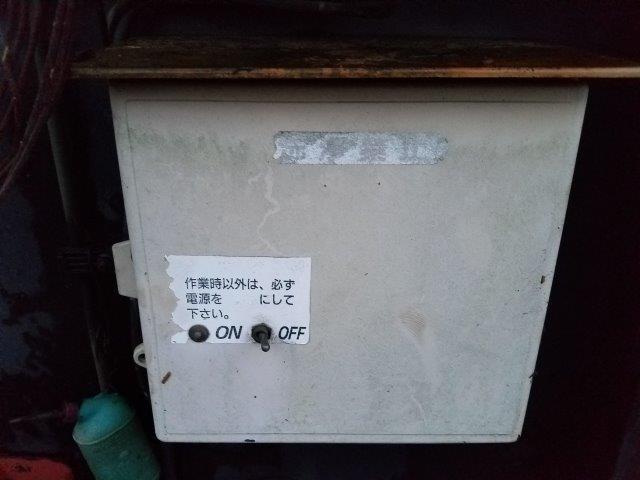 作業時以外は、必ず
電源を　　にして
下さい。
ON OFF